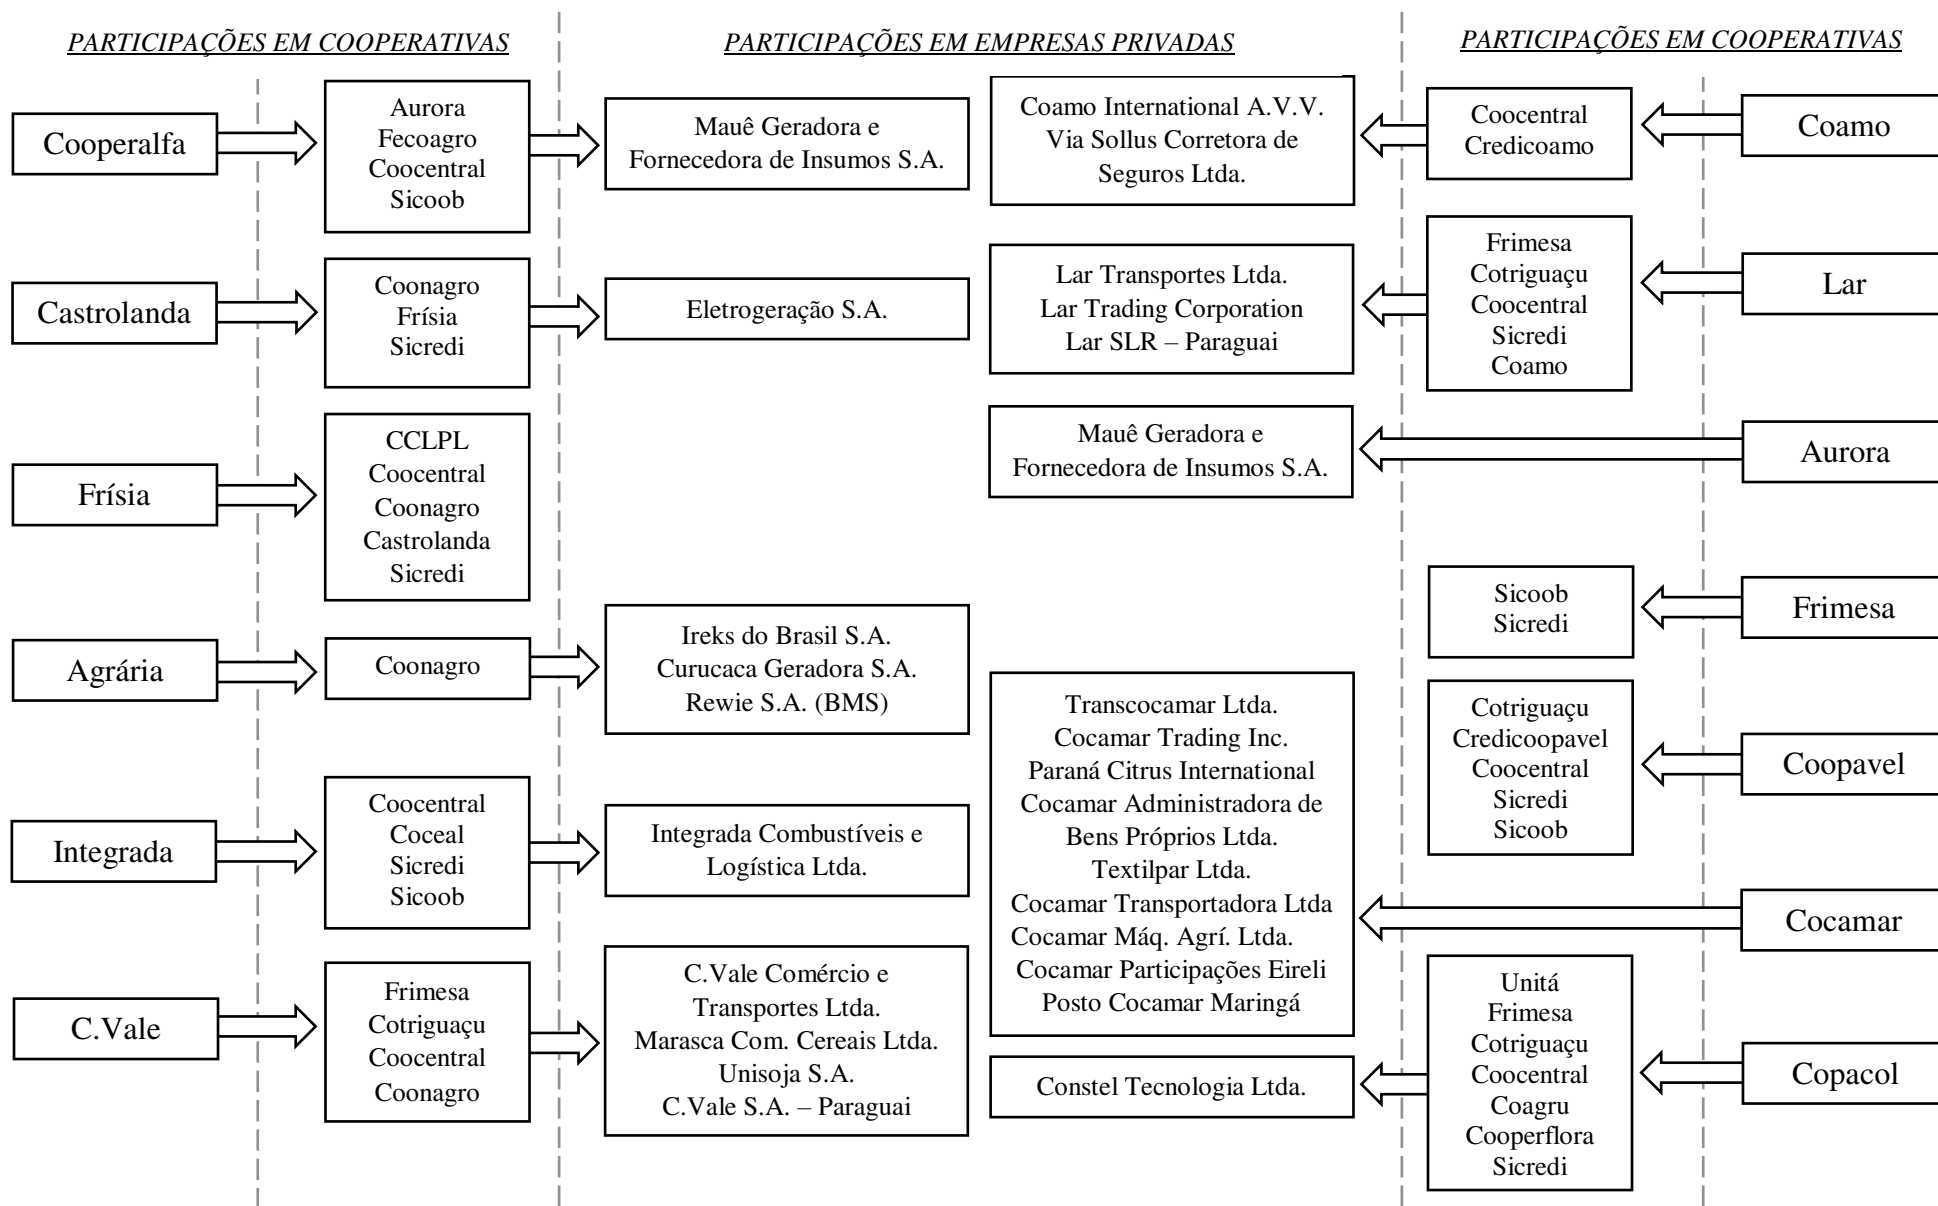 PARTICIPAÇÕES EM COOPERATIVAS
PARTICIPAÇÕES EM EMPRESAS PRIVADAS
PARTICIPAÇÕES EM COOPERATIVAS
Cooperalfa
Aurora
Fecoagro
Coocentral
Sicoob
Mauê Geradora e
Fornecedora de Insumos S.A.
Coamo International A.V.V.
Via Sollus Corretora de
Seguros Ltda.
Coocentral
Credicoamo
Coamo
Castrolanda
Coonagro
Frísia
Sicredi
Eletrogeração S.A.
Lar Transportes Ltda.
Lar Trading Corporation
Lar SLR – Paraguai
Frimesa
Cotriguaçu
Coocentral
Sicredi
Coamo
Lar
Frísia
CCLPL
Coocentral
Coonagro
Castrolanda
Sicredi
Mauê Geradora e
Fornecedora de Insumos S.A.
Aurora
Sicoob
Sicredi
Frimesa
Agrária
Coonagro
Ireks do Brasil S.A.
Curucaca Geradora S.A.
Rewie S.A. (BMS)
Transcocamar Ltda.
Cocamar Trading Inc.
Paraná Citrus International
Cocamar Administradora de
Bens Próprios Ltda.
Textilpar Ltda.
Cocamar Transportadora Ltda
Cocamar Máq. Agrí. Ltda.
Cocamar Participações Eireli
Posto Cocamar Maringá
Cotriguaçu
Credicoopavel
Coocentral
Sicredi
Sicoob
Coopavel
Integrada
Coocentral
Coceal
Sicredi
Sicoob
Integrada Combustíveis e
Logística Ltda.
Cocamar
C.Vale
Frimesa
Cotriguaçu
Coocentral
Coonagro
C.Vale Comércio e
Transportes Ltda.
Marasca Com. Cereais Ltda.
Unisoja S.A.
C.Vale S.A. – Paraguai
Constel Tecnologia Ltda.
Unitá
Frimesa
Cotriguaçu
Coocentral
Coagru
Cooperflora
Sicredi
Copacol